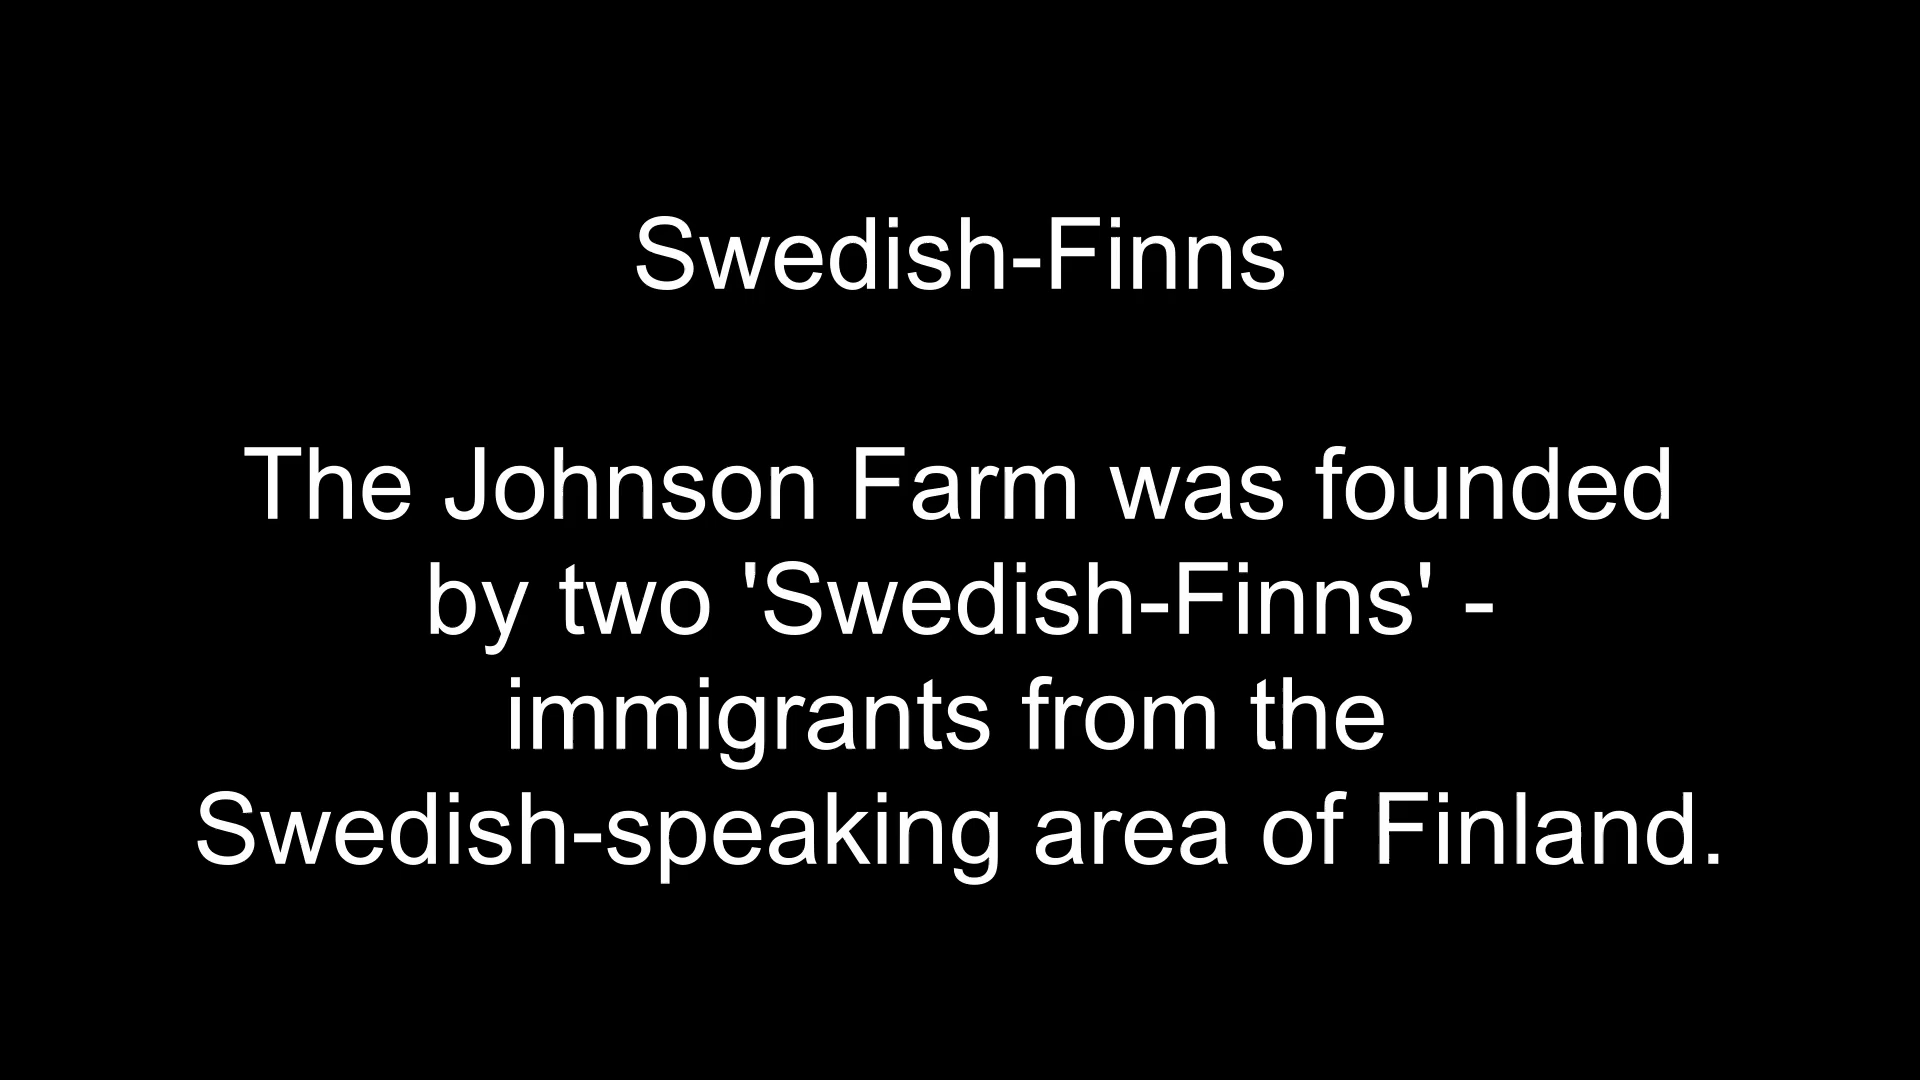 Swedish-Finns
The Johnson Farm was founded
by two 'Swedish-Finns' -
immigrants from the
Swedish-speaking area of Finland.